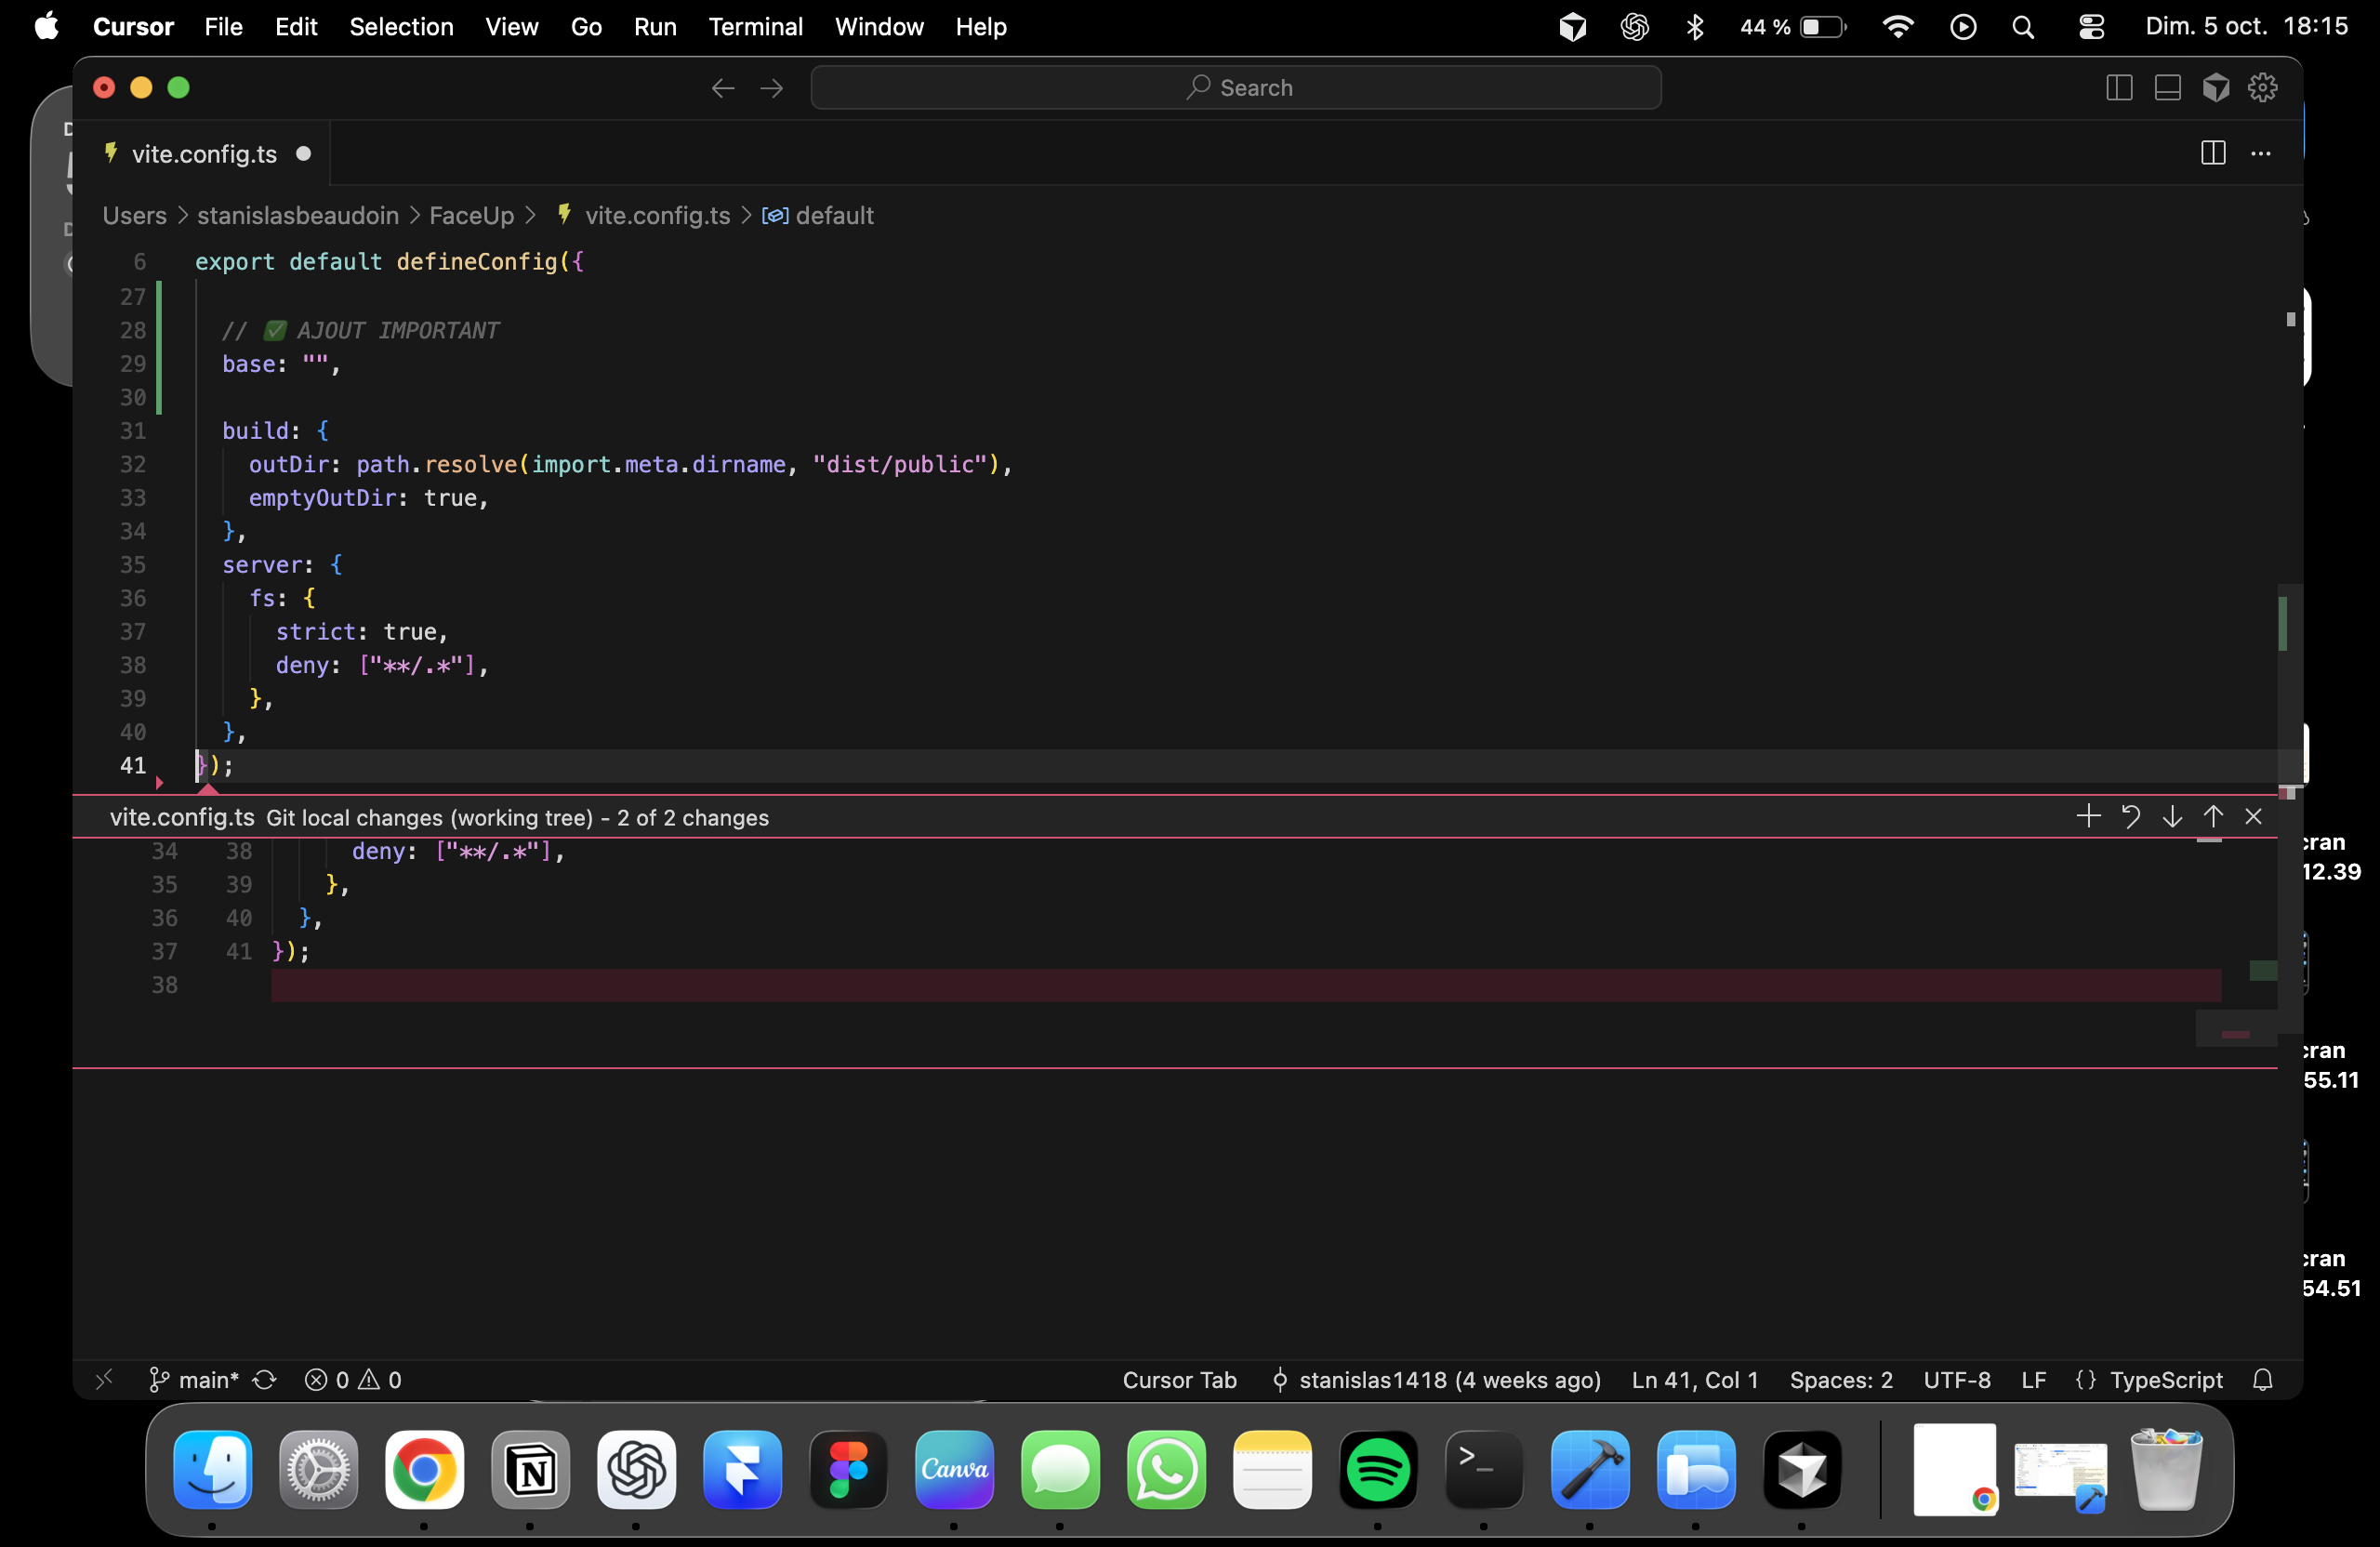 Cursor File Edit Selection View Go Run Terminal Window Help 44 % Dim. 5 oct. 18:15
Search
vite.config.ts
Users > stanislasbeaudoin > FaceUp > vite.config.ts > default
6 export default defineConfig({
27
28 // ✅ AJOUT IMPORTANT
29 base: "",
30
31 build: {
32 outDir: path.resolve(import.meta.dirname, "dist/public"),
33 emptyOutDir: true,
34 },
35 server: {
36 fs: {
37 strict: true,
38 deny: ["**/.*"],
39 },
40 },
41 });
vite.config.ts Git local changes (working tree) - 2 of 2 changes
34 38 deny: ["**/.*"],
35 39 },
36 40 },
37 41 });
38
cran
12.39
cran
55.11
cran
54.51
main* 0 0 Cursor Tab stanislas1418 (4 weeks ago) Ln 41, Col 1 Spaces: 2 UTF-8 LF {} TypeScript
Canva